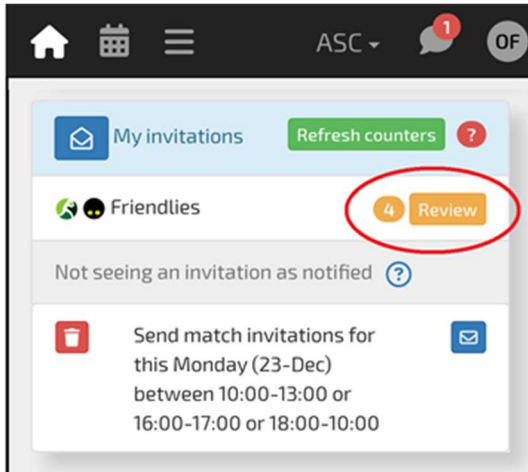 ASC
1
OF
My invitations
Refresh counters
?
Friendlies
4
Review
Not seeing an invitation as notified ?
Send match invitations for
this Monday (23-Dec)
between 10:00-13:00 or
16:00-17:00 or 18:00-10:00